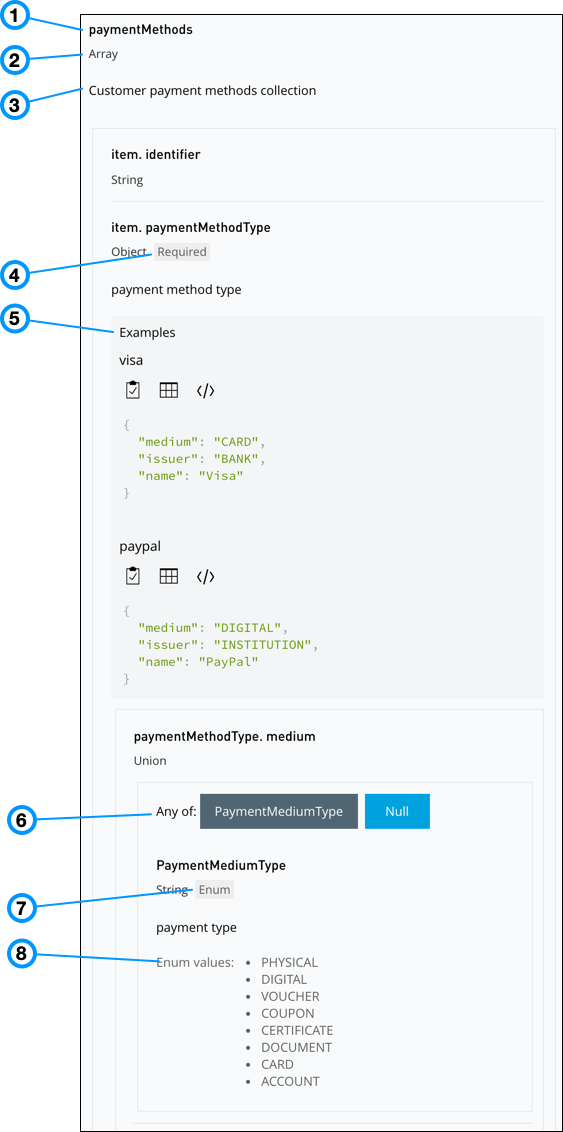 1 paymentMethods
2 Array
3 Customer payment methods collection
item. identifier
String
item. paymentMethodType
4 Object Required
payment method type
5 Examples
visa
</>
{
"medium": "CARD",
"issuer": "BANK",
"name": "Visa"
}
paypal
</>
{
"medium": "DIGITAL",
"issuer": "INSTITUTION",
"name": "PayPal"
}
paymentMethodType. medium
Union
6 Any of: PaymentMediumType Null
PaymentMediumType
7 String Enum
payment type
8 Enum values: • PHYSICAL
• DIGITAL
• VOUCHER
• COUPON
• CERTIFICATE
• DOCUMENT
• CARD
• ACCOUNT